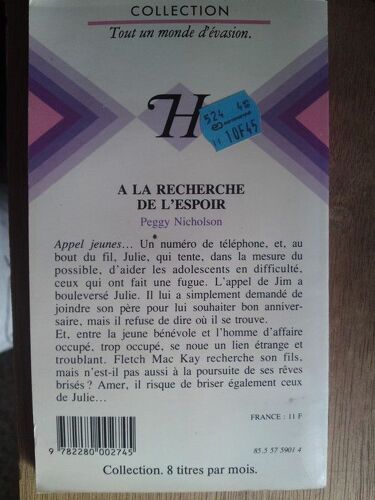 COLLECTION
Tout un monde d'évasion.
H
524 48
11 10F45
A LA RECHERCHE
DE L'ESPOIR
Peggy Nicholson
Appel jeunes... Un numéro de téléphone, et, au
bout du fil, Julie, qui tente, dans la mesure du
possible, d'aider les adolescents en difficulté,
ceux qui ont fait une fugue. L'appel de Jim a
bouleversé Julie. Il lui a simplement demandé de
joindre son père pour lui souhaiter bon anniver-
saire, mais il refuse de dire où il se trouve.
Et, entre la jeune bénévole et l'homme d'affaire
occupé, trop occupé, se noue un lien étrange et
troublant. Fletch Mac Kay recherche son fils,
mais n'est-il pas aussi à la poursuite de ses rêves
brisés ? Amer, il risque de briser également ceux
de Julie...
FRANCE : 11 F
9 782280 002745
85.5 57 5901 4
Collection. 8 titres par mois.